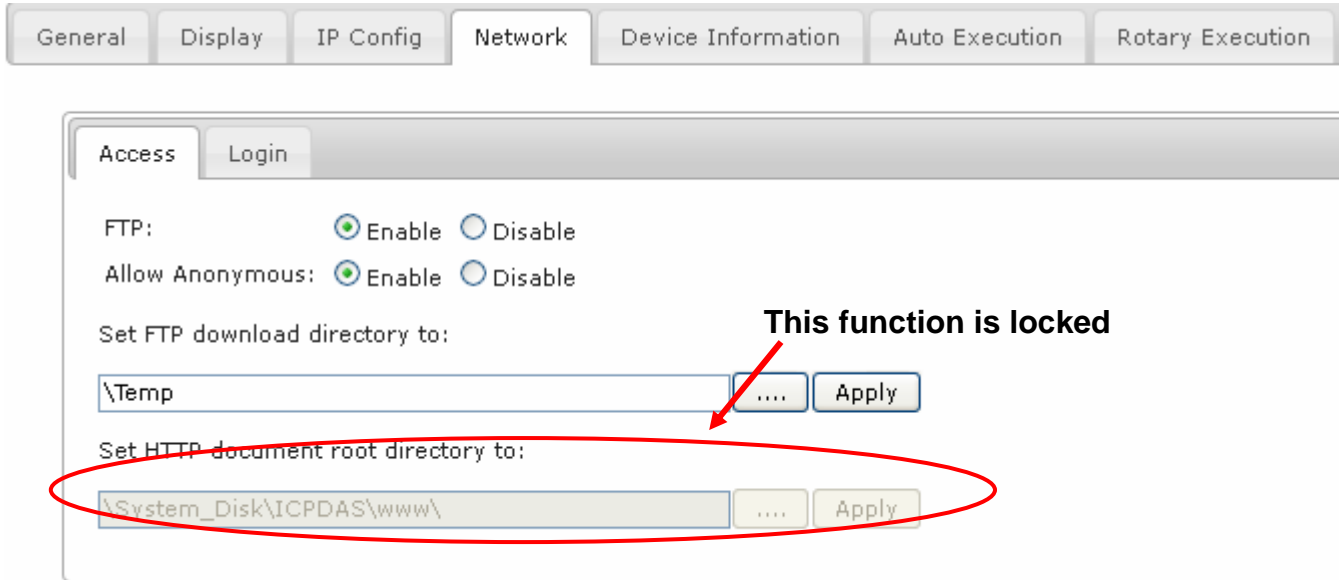 General Display IP Config Network Device Information Auto Execution Rotary Execution
Access Login
FTP: Enable Disable
Allow Anonymous: Enable Disable
This function is locked
Set FTP download directory to:
\Temp .... Apply
Set HTTP document root directory to:
\System_Disk\ICPDAS\www\ .... Apply